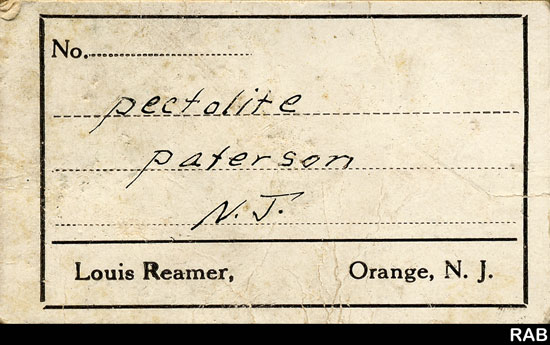 No.
pectolite
paterson
N. J.
Louis Reamer, Orange, N. J.
RAB